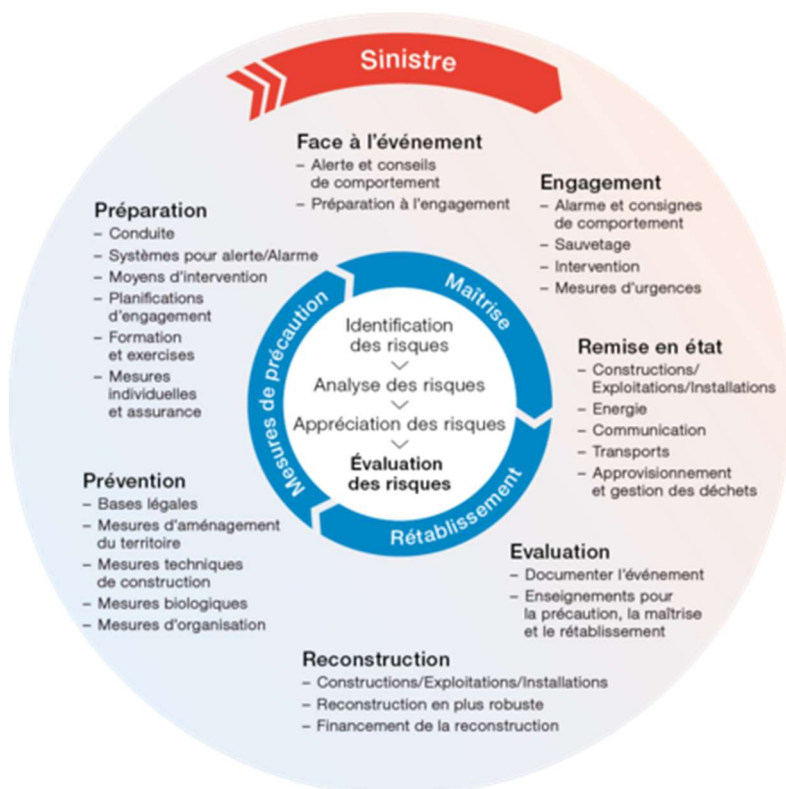 Sinistre
Face à l'événement
– Alerte et conseils
de comportement
– Préparation à l'engagement
Engagement
– Alarme et consignes
de comportement
– Sauvetage
– Intervention
– Mesures d'urgences
Remise en état
– Constructions/
Exploitations/Installations
– Energie
– Communication
– Transports
– Approvisionnement
et gestion des déchets
Evaluation
– Documenter l'événement
– Enseignements pour
la précaution, la maîtrise
et le rétablissement
Reconstruction
– Constructions/Exploitations/Installations
– Reconstruction en plus robuste
– Financement de la reconstruction
Prévention
– Bases légales
– Mesures d'aménagement
du territoire
– Mesures techniques
de construction
– Mesures biologiques
– Mesures d'organisation
Préparation
– Conduite
– Systèmes pour alerte/Alarme
– Moyens d'intervention
– Planifications
d'engagement
– Formation
et exercises
– Mesures
individuelles
et assurance
Maîtrise
Rétablissement
Mesures de précaution
Identification
des risques
Analyse des risques
Appréciation des risques
Évaluation
des risques